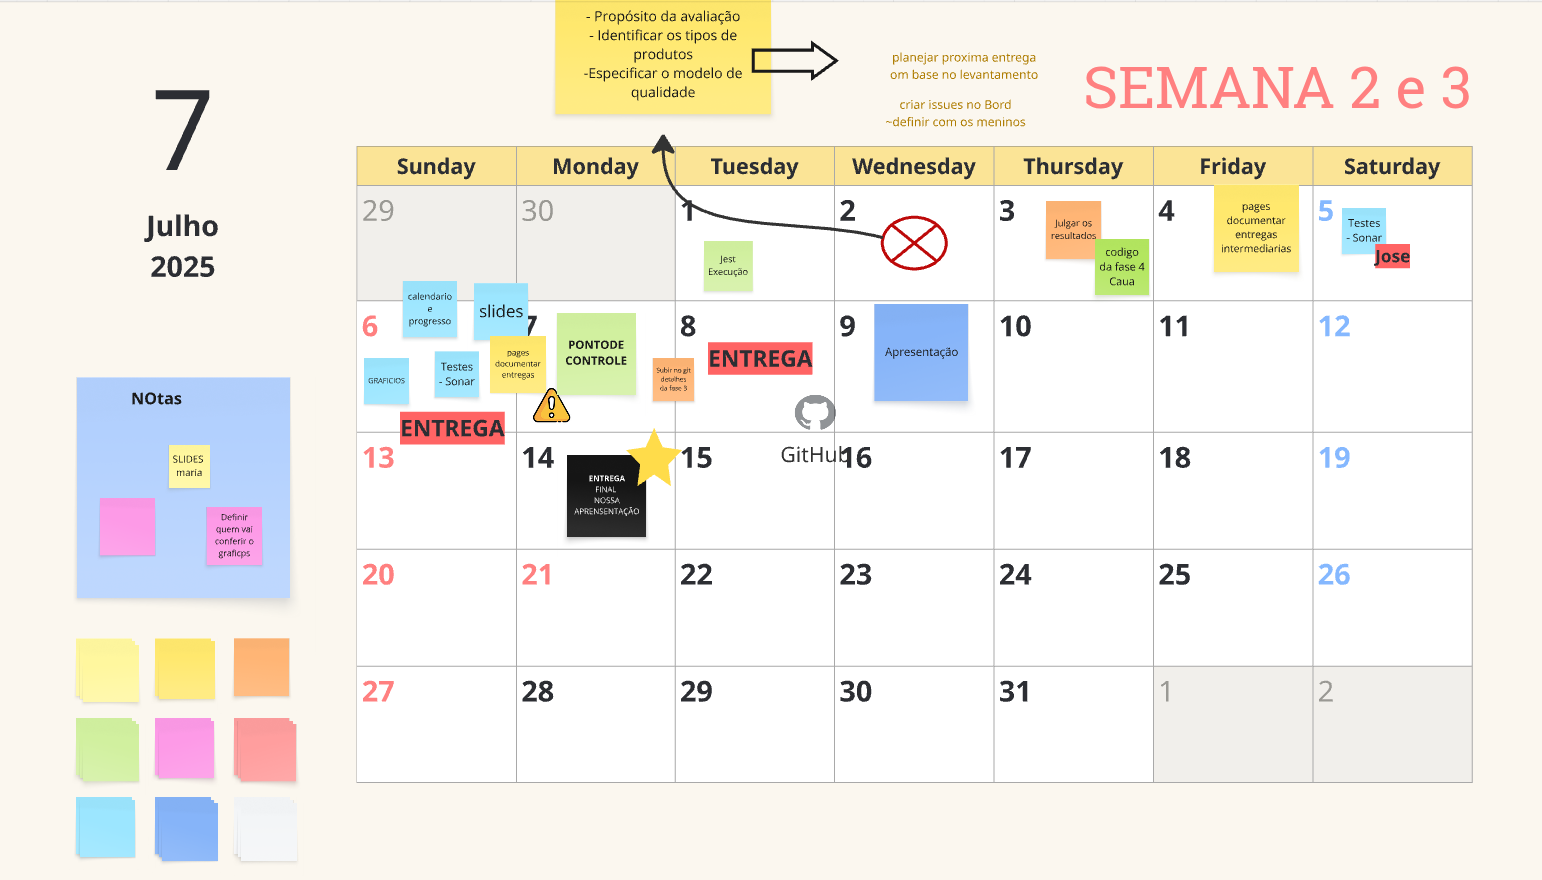 - Propósito da avaliação
- Identificar os tipos de
produtos
-Especificar o modelo de
qualidade
planejar proxima entrega
om base no levantamento
criar issues no Bord
~definir com os meninos
SEMANA 2 e 3
7
Julho
2025
Sunday
Monday
Tuesday
Wednesday
Thursday
Friday
Saturday
29
30
1
Jest
Execução
2
3
Julgar os
resultados
codigo
da fase 4
Caua
4
pages
documentar
entregas
intermediarias
5
Testes
- Sonar
Jose
6
calendario
e
progresso
slides
GRAFICIOS
Testes
- Sonar
pages
documentar
entregas
ENTREGA
7
PONTODE
CONTROLE
Subir no git
detalhes
da fase 3
8
ENTREGA
GitHub
9
Apresentação
10
11
12
13
14
ENTREGA
FINAL
NOSSA
APRENSENTAÇÃO
15
16
17
18
19
20
21
22
23
24
25
26
27
28
29
30
31
1
2
NOtas
SLIDES
maria
Definir
quem vai
conferir o
graficps